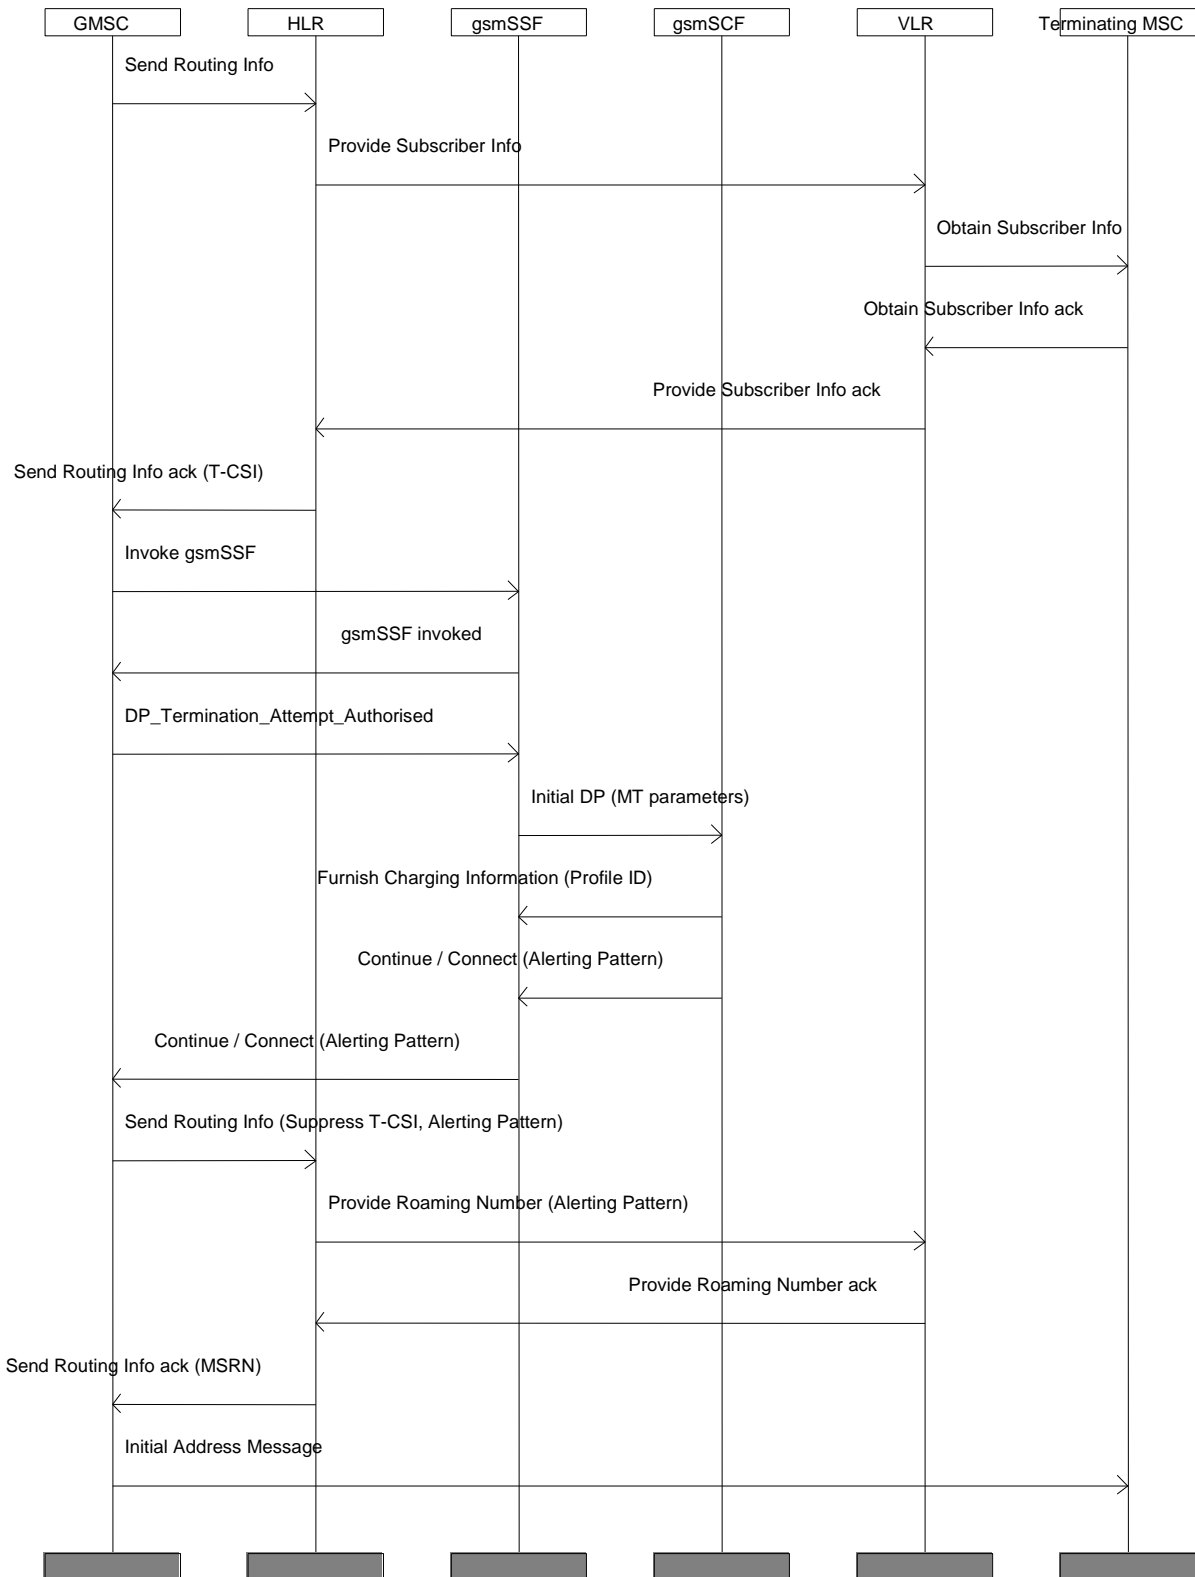 GMSC
HLR
gsmSSF
gsmSCF
VLR
Terminating MSC
Send Routing Info
Provide Subscriber Info
Obtain Subscriber Info
Obtain Subscriber Info ack
Provide Subscriber Info ack
Send Routing Info ack (T-CSI)
Invoke gsmSSF
gsmSSF invoked
DP_Termination_Attempt_Authorised
Initial DP (MT parameters)
Furnish Charging Information (Profile ID)
Continue / Connect (Alerting Pattern)
Continue / Connect (Alerting Pattern)
Send Routing Info (Suppress T-CSI, Alerting Pattern)
Provide Roaming Number (Alerting Pattern)
Provide Roaming Number ack
Send Routing Info ack (MSRN)
Initial Address Message